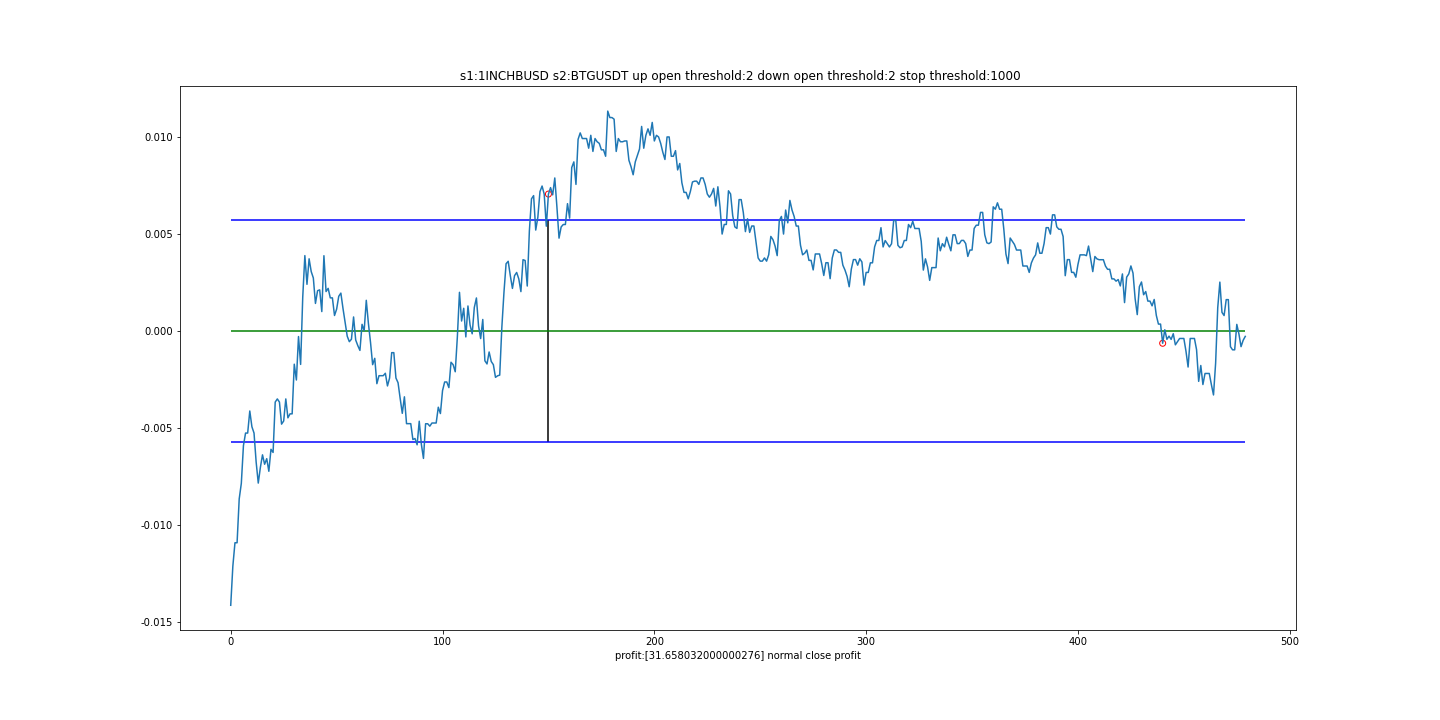 s1:1INCHBUSD s2:BTGUSDT up open threshold:2 down open threshold:2 stop threshold:1000
0.010
0.005
0.000
-0.005
-0.010
-0.015
0 100 200 300 400 500
profit:[31.658032000000276] normal close profit